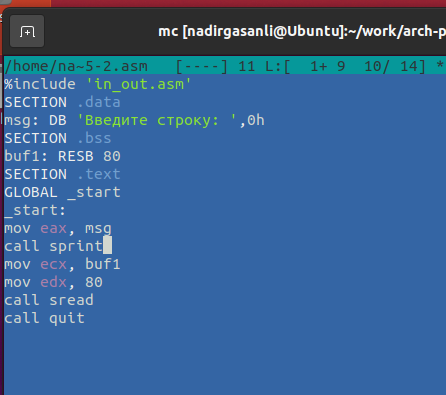 mc [nadirgasanli@Ubuntu]:~/work/arch-p
/home/na~5-2.asm [----] 11 L:[ 1+ 9 10/ 14] *
%include 'in_out.asm'
SECTION .data
msg: DB 'Введите строку: ',0h
SECTION .bss
buf1: RESB 80
SECTION .text
GLOBAL _start
_start:
mov eax, msg
call sprint
mov ecx, buf1
mov edx, 80
call sread
call quit